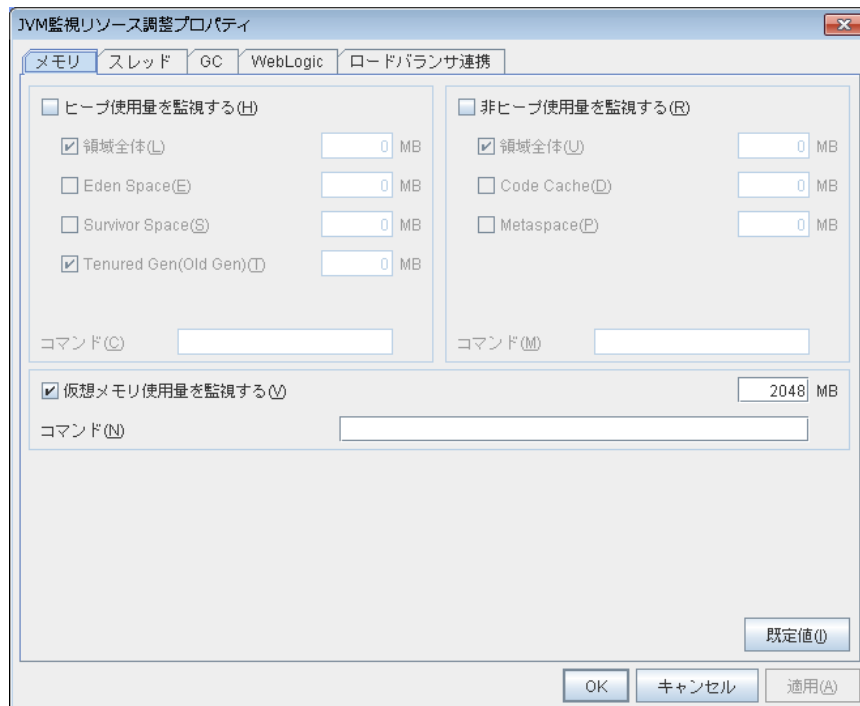 JVM監視リソース調整プロパティ
メモリ スレッド GC WebLogic ロードバランサ連携
ヒープ使用量を監視する(H)
領域全体(L) 0 MB
Eden Space(E) 0 MB
Survivor Space(S) 0 MB
Tenured Gen(Old Gen)(T) 0 MB
コマンド(C)
非ヒープ使用量を監視する(R)
領域全体(U) 0 MB
Code Cache(D) 0 MB
Metaspace(P) 0 MB
コマンド(M)
仮想メモリ使用量を監視する(V) 2048 MB
コマンド(N)
既定値(I)
OK キャンセル 適用(A)